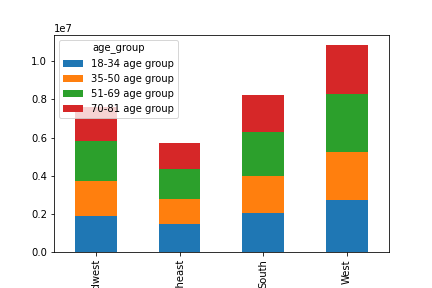 1e7
age_group
18-34 age group
35-50 age group
51-69 age group
70-81 age group
1.0
0.8
0.6
0.4
0.2
0.0
dwest
heast
South
West